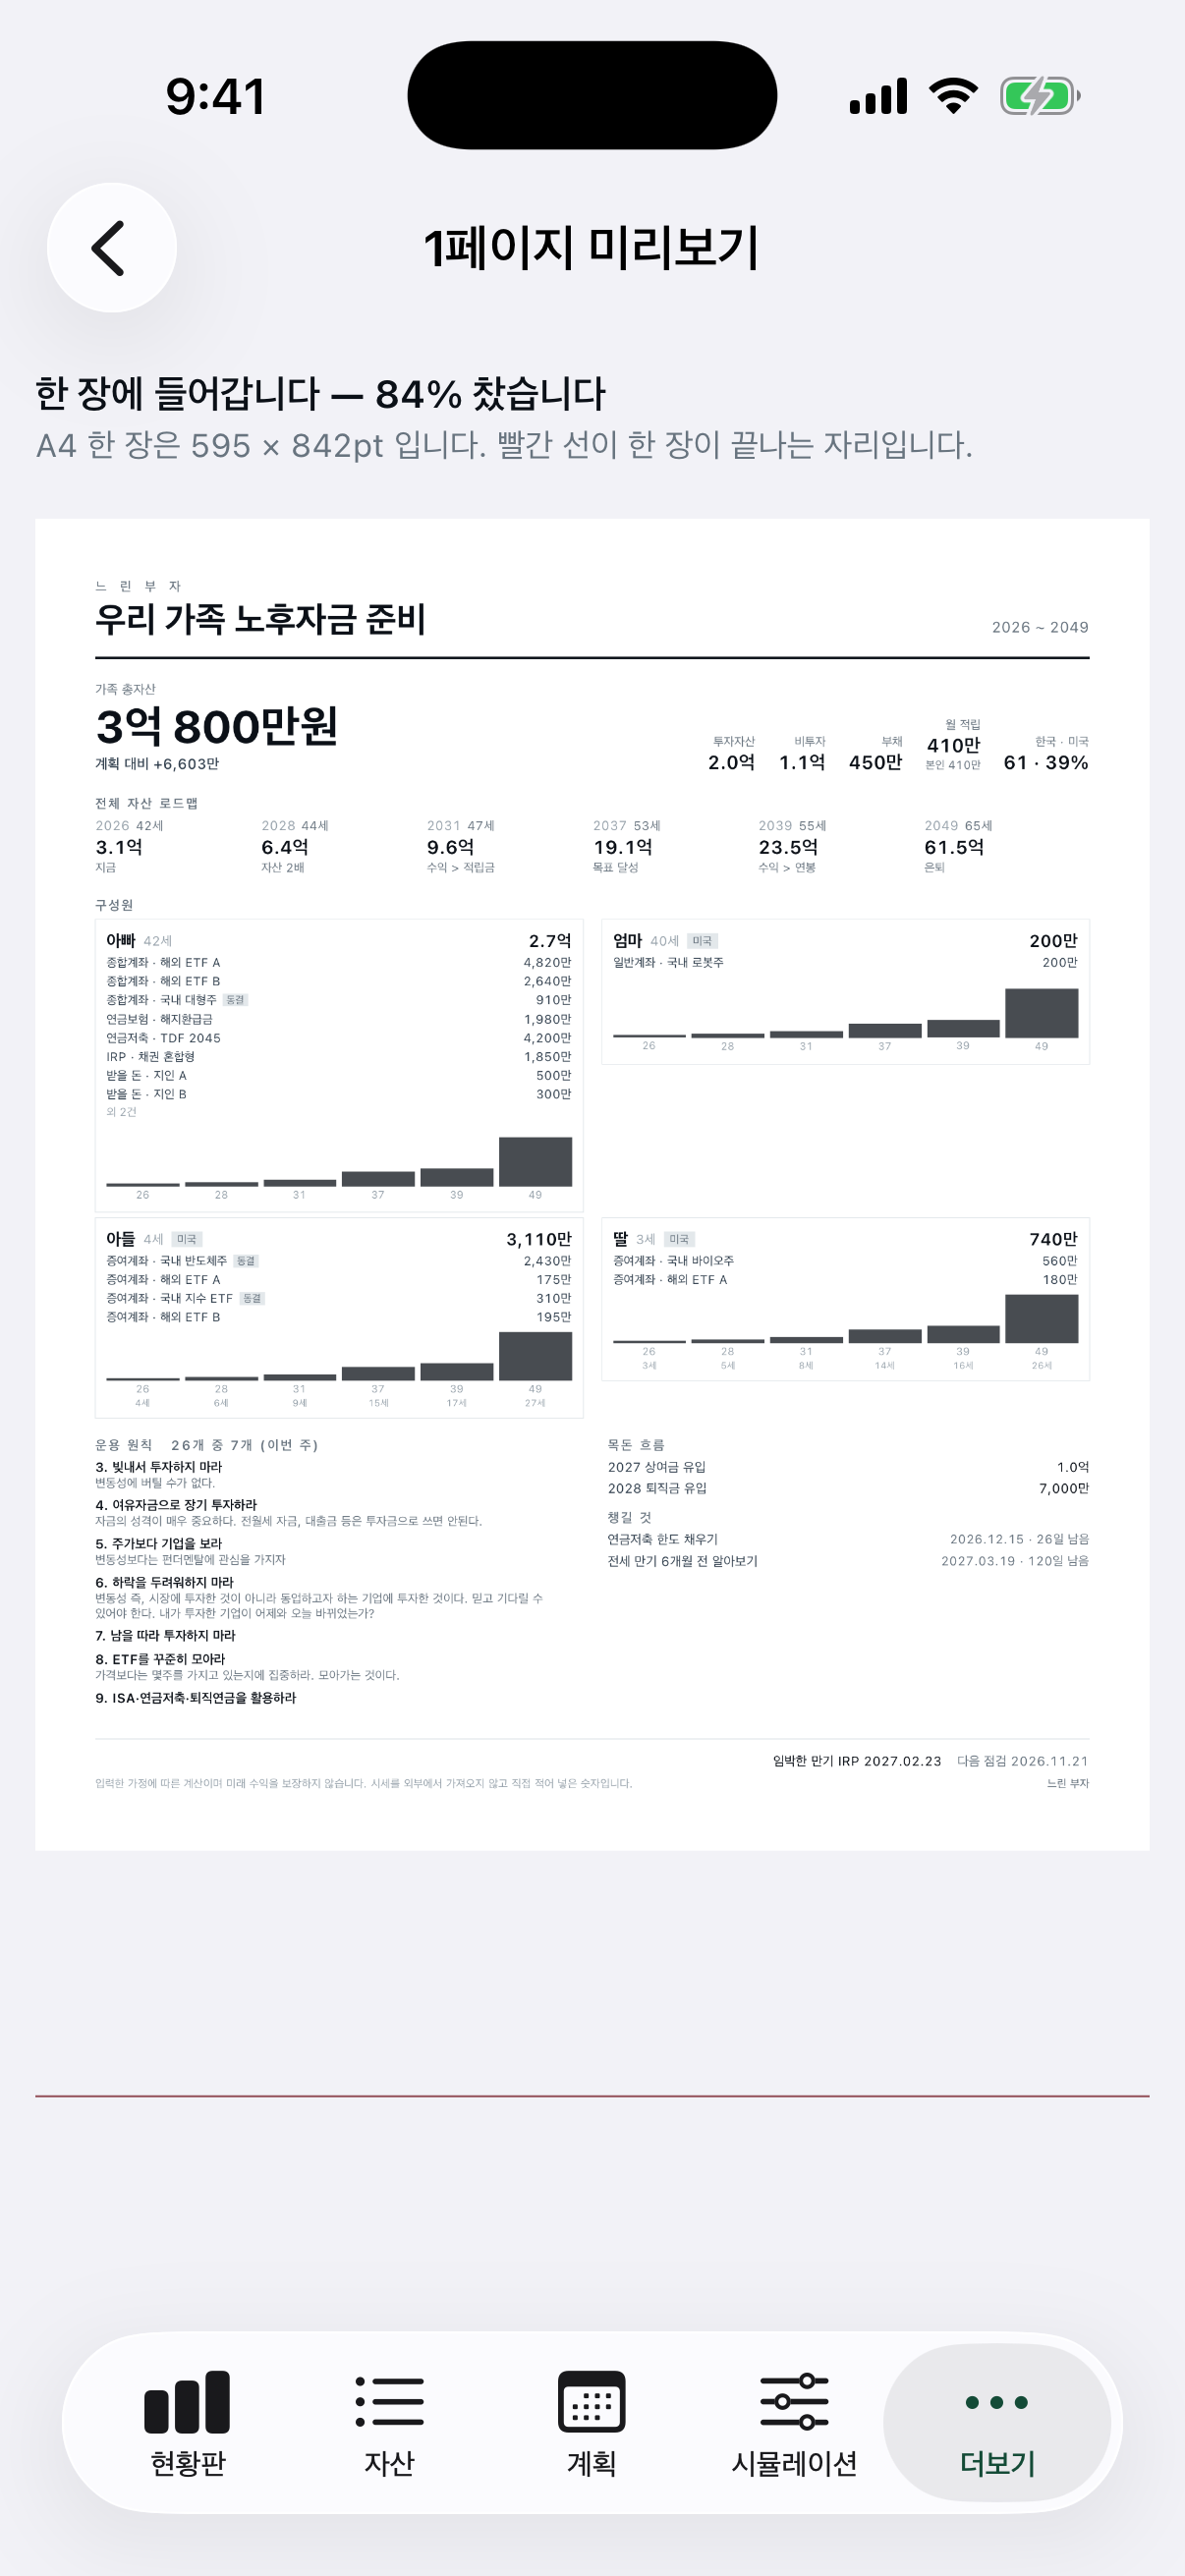 9:41
1페이지 미리보기
한 장에 들어갑니다 — 84% 찼습니다
A4 한 장은 595 × 842pt 입니다. 빨간 선이 한 장이 끝나는 자리입니다.
느 린 부 자
우리 가족 노후자금 준비
2026 ~ 2049
가족 총자산
3억 800만원
계획 대비 +6,603만
투자자산
2.0억
비투자
1.1억
부채
450만
월 적립
410만
본인 410만
한국 · 미국
61 · 39%
전체 자산 로드맵
2026 42세
3.1억
지금
2028 44세
6.4억
자산 2배
2031 47세
9.6억
수익 > 적립금
2037 53세
19.1억
목표 달성
2039 55세
23.5억
수익 > 연봉
2049 65세
61.5억
은퇴
구성원
아빠 42세 2.7억
종합계좌 · 해외 ETF A 4,820만
종합계좌 · 해외 ETF B 2,640만
종합계좌 · 국내 대형주 동결 910만
연금보험 · 해지환급금 1,980만
연금저축 · TDF 2045 4,200만
IRP · 채권 혼합형 1,850만
받을 돈 · 지인 A 500만
받을 돈 · 지인 B 300만
외 2건
26 28 31 37 39 49
엄마 40세 미국 200만
일반계좌 · 국내 로봇주 200만
26 28 31 37 39 49
아들 4세 미국 3,110만
증여계좌 · 국내 반도체주 동결 2,430만
증여계좌 · 해외 ETF A 175만
증여계좌 · 국내 지수 ETF 동결 310만
증여계좌 · 해외 ETF B 195만
26 28 31 37 39 49
4세 6세 9세 15세 17세 27세
딸 3세 미국 740만
증여계좌 · 국내 바이오주 560만
증여계좌 · 해외 ETF A 180만
26 28 31 37 39 49
3세 5세 8세 14세 16세 26세
운용 원칙 26개 중 7개 (이번 주)
3. 빚내서 투자하지 마라
변동성에 버틸 수가 없다.
4. 여유자금으로 장기 투자하라
자금의 성격이 매우 중요하다. 전월세 자금, 대출금 등은 투자금으로 쓰면 안된다.
5. 주가보다 기업을 보라
변동성보다는 펀더멘탈에 관심을 가지자
6. 하락을 두려워하지 마라
변동성 즉, 시장에 투자한 것이 아니라 동업하고자 하는 기업에 투자한 것이다. 믿고 기다릴 수
있어야 한다. 내가 투자한 기업이 어제와 오늘 바뀌었는가?
7. 남을 따라 투자하지 마라
8. ETF를 꾸준히 모아라
가격보다는 몇주를 가지고 있는지에 집중하라. 모아가는 것이다.
9. ISA·연금저축·퇴직연금을 활용하라
목돈 흐름
2027 상여금 유입 1.0억
2028 퇴직금 유입 7,000만
챙길 것
연금저축 한도 채우기 2026.12.15 · 26일 남음
전세 만기 6개월 전 알아보기 2027.03.19 · 120일 남음
임박한 만기 IRP 2027.02.23 다음 점검 2026.11.21
입력한 가정에 따른 계산이며 미래 수익을 보장하지 않습니다. 시세를 외부에서 가져오지 않고 직접 적어 넣은 숫자입니다.
느린 부자
현황판
자산
계획
시뮬레이션
더보기